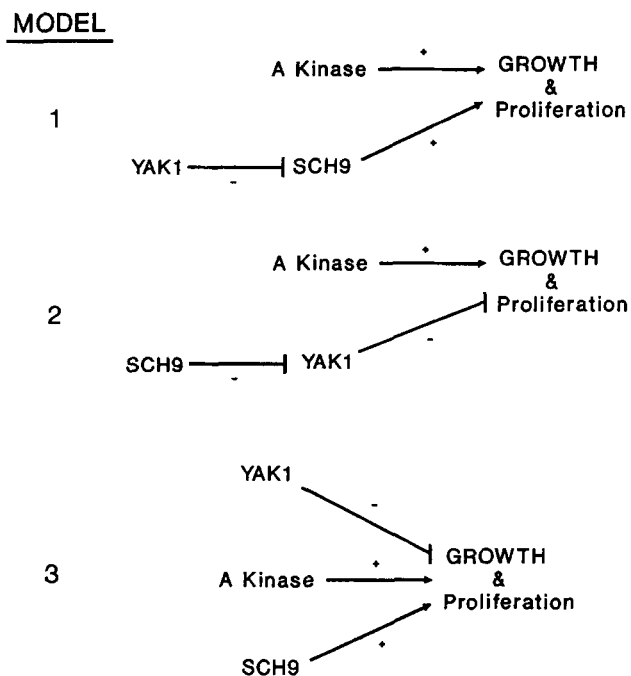 MODEL
1
A Kinase
+
GROWTH
&
Proliferation
YAK1
-
SCH9
+
2
A Kinase
+
GROWTH
&
Proliferation
SCH9
-
YAK1
-
3
YAK1
-
GROWTH
&
Proliferation
A Kinase
+
SCH9
+